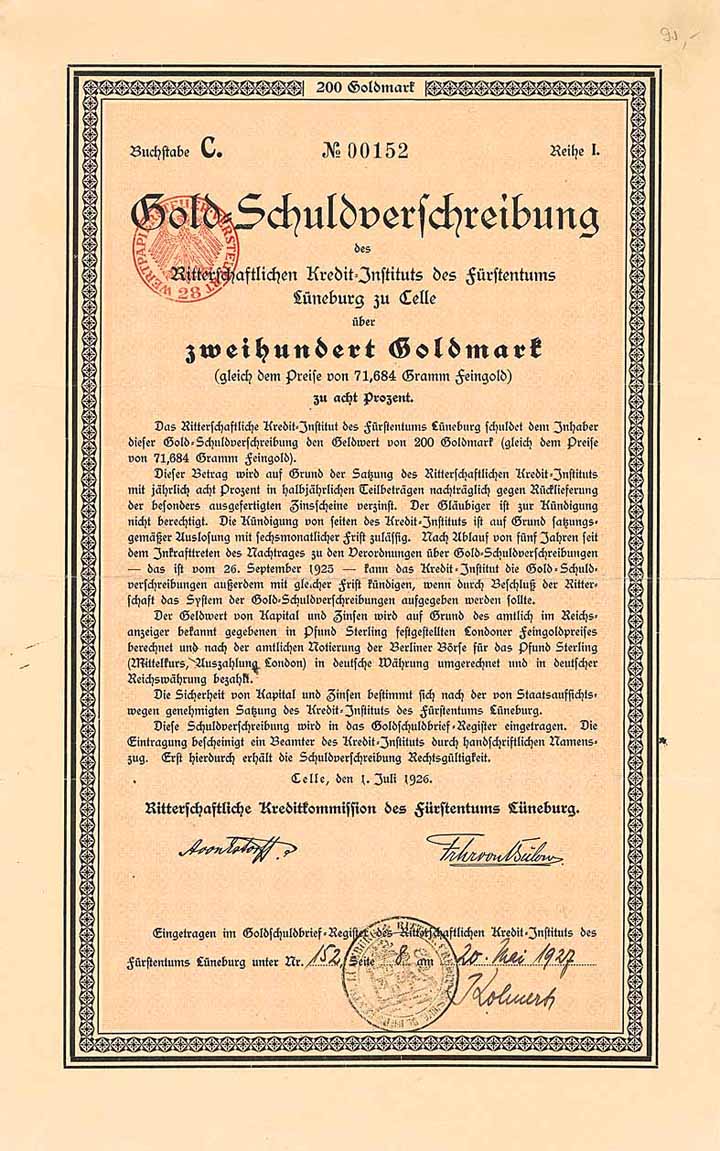 91,-
200 Goldmark
Buchstabe C. № 00152 Reihe I.
Gold-Schuldverschreibung
WERTPAPIERSTEUER VERSTEUERT
28
des
Ritterschaftlichen Kredit-Instituts des Fürstentums
Lüneburg zu Celle
über
zweihundert Goldmark
(gleich dem Preise von 71,684 Gramm Feingold)
zu acht Prozent.
Das Ritterschaftliche Kredit-Institut des Fürstentums Lüneburg schuldet dem Inhaber
dieser Gold-Schuldverschreibung den Geldwert von 200 Goldmark (gleich dem Preise
von 71,684 Gramm Feingold).
Dieser Betrag wird auf Grund der Satzung des Ritterschaftlichen Kredit-Instituts
mit jährlich acht Prozent in halbjährlichen Teilbeträgen nachträglich gegen Rücklieferung
der besonders ausgefertigten Zinsscheine verzinst. Der Gläubiger ist zur Kündigung
nicht berechtigt. Die Kündigung von seiten des Kredit-Instituts ist auf Grund satzungs-
gemäßer Auslosung mit sechsmonatlicher Frist zulässig. Nach Ablauf von fünf Jahren seit
dem Inkrafttreten des Nachtrages zu den Verordnungen über Gold-Schuldverschreibungen
— das ist vom 26. September 1925 — kann das Kredit-Institut die Gold-Schuld-
verschreibungen außerdem mit gleicher Frist kündigen, wenn durch Beschluß der Ritter-
schaft das System der Gold-Schuldverschreibungen aufgegeben werden sollte.
Der Geldwert von Kapital und Zinsen wird auf Grund des amtlich im Reichs-
anzeiger bekannt gegebenen in Pfund Sterling festgestellten Londoner Feingoldpreises
berechnet und nach der amtlichen Notierung der Berliner Börse für das Pfund Sterling
(Mittelkurs, Auszahlung London) in deutsche Währung umgerechnet und in deutscher
Reichswährung bezahlt.
Die Sicherheit von Kapital und Zinsen bestimmt sich nach der von Staatsaufsichts-
wegen genehmigten Satzung des Kredit-Instituts des Fürstentums Lüneburg.
Diese Schuldverschreibung wird in das Goldschuldbrief-Register eingetragen. Die
Eintragung bescheinigt ein Beamter des Kredit-Instituts durch handschriftlichen Namens-
zug. Erst hierdurch erhält die Schuldverschreibung Rechtsgültigkeit.
Celle, den 1. Juli 1926.
Ritterschaftliche Kreditkommission des Fürstentums Lüneburg.
Frhr von Bülow
Eingetragen im Goldschuldbrief-Register des Ritterschaftlichen Kredit-Instituts des
Fürstentums Lüneburg unter Nr. 152 Seite 8 am 20. Mai 1927